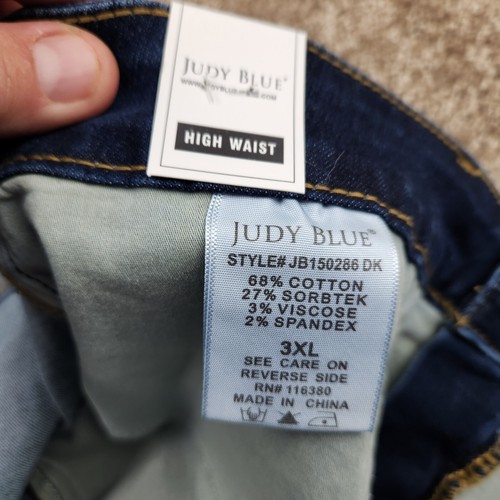 JUDY BLUE®
HIGH WAIST
JUDY BLUE™
STYLE# JB150286 DK
68% COTTON
27% SORBTEK
3% VISCOSE
2% SPANDEX
3XL
SEE CARE ON
REVERSE SIDE
RN# 116380
MADE IN CHINA